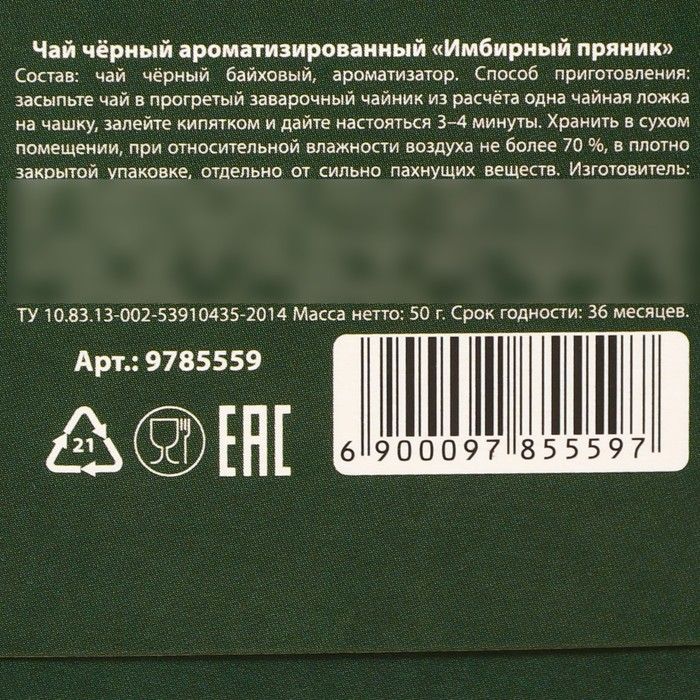 Чай чёрный ароматизированный «Имбирный пряник»
Состав: чай чёрный байховый, ароматизатор. Способ приготовления:
засыпьте чай в прогретый заварочный чайник из расчёта одна чайная ложка
на чашку, залейте кипятком и дайте настояться 3–4 минуты. Хранить в сухом
помещении, при относительной влажности воздуха не более 70 %, в плотно
закрытой упаковке, отдельно от сильно пахнущих веществ. Изготовитель:
ТУ 10.83.13-002-53910435-2014 Масса нетто: 50 г. Срок годности: 36 месяцев.
Арт.: 9785559
21
EAC
6 900097 855597